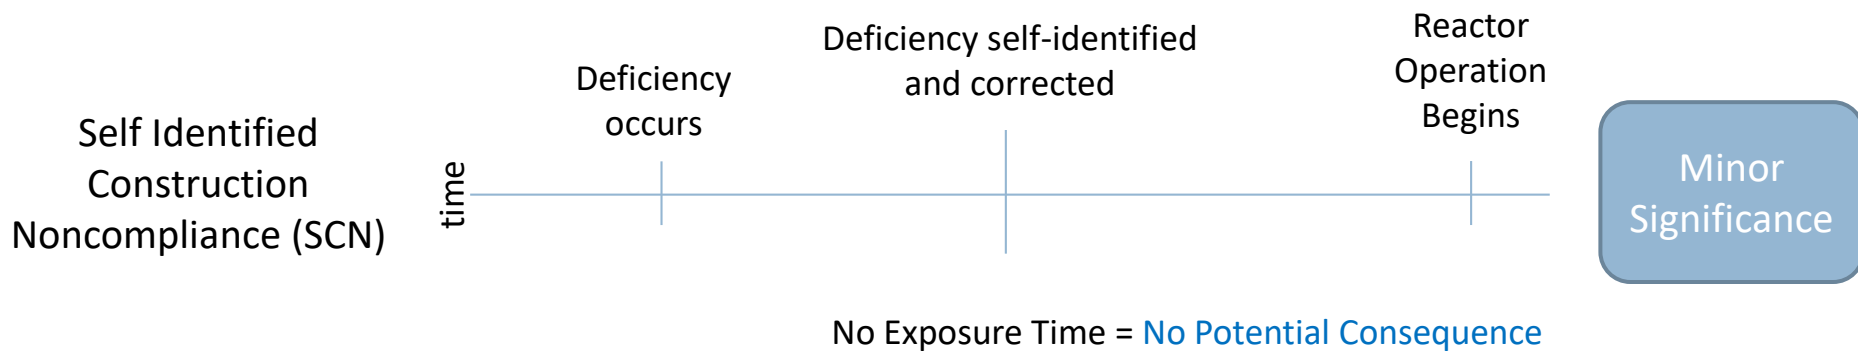 Self Identified
Construction
Noncompliance (SCN)
time
Deficiency
occurs
Deficiency self-identified
and corrected
Reactor
Operation
Begins
Minor
Significance
No Exposure Time = No Potential Consequence